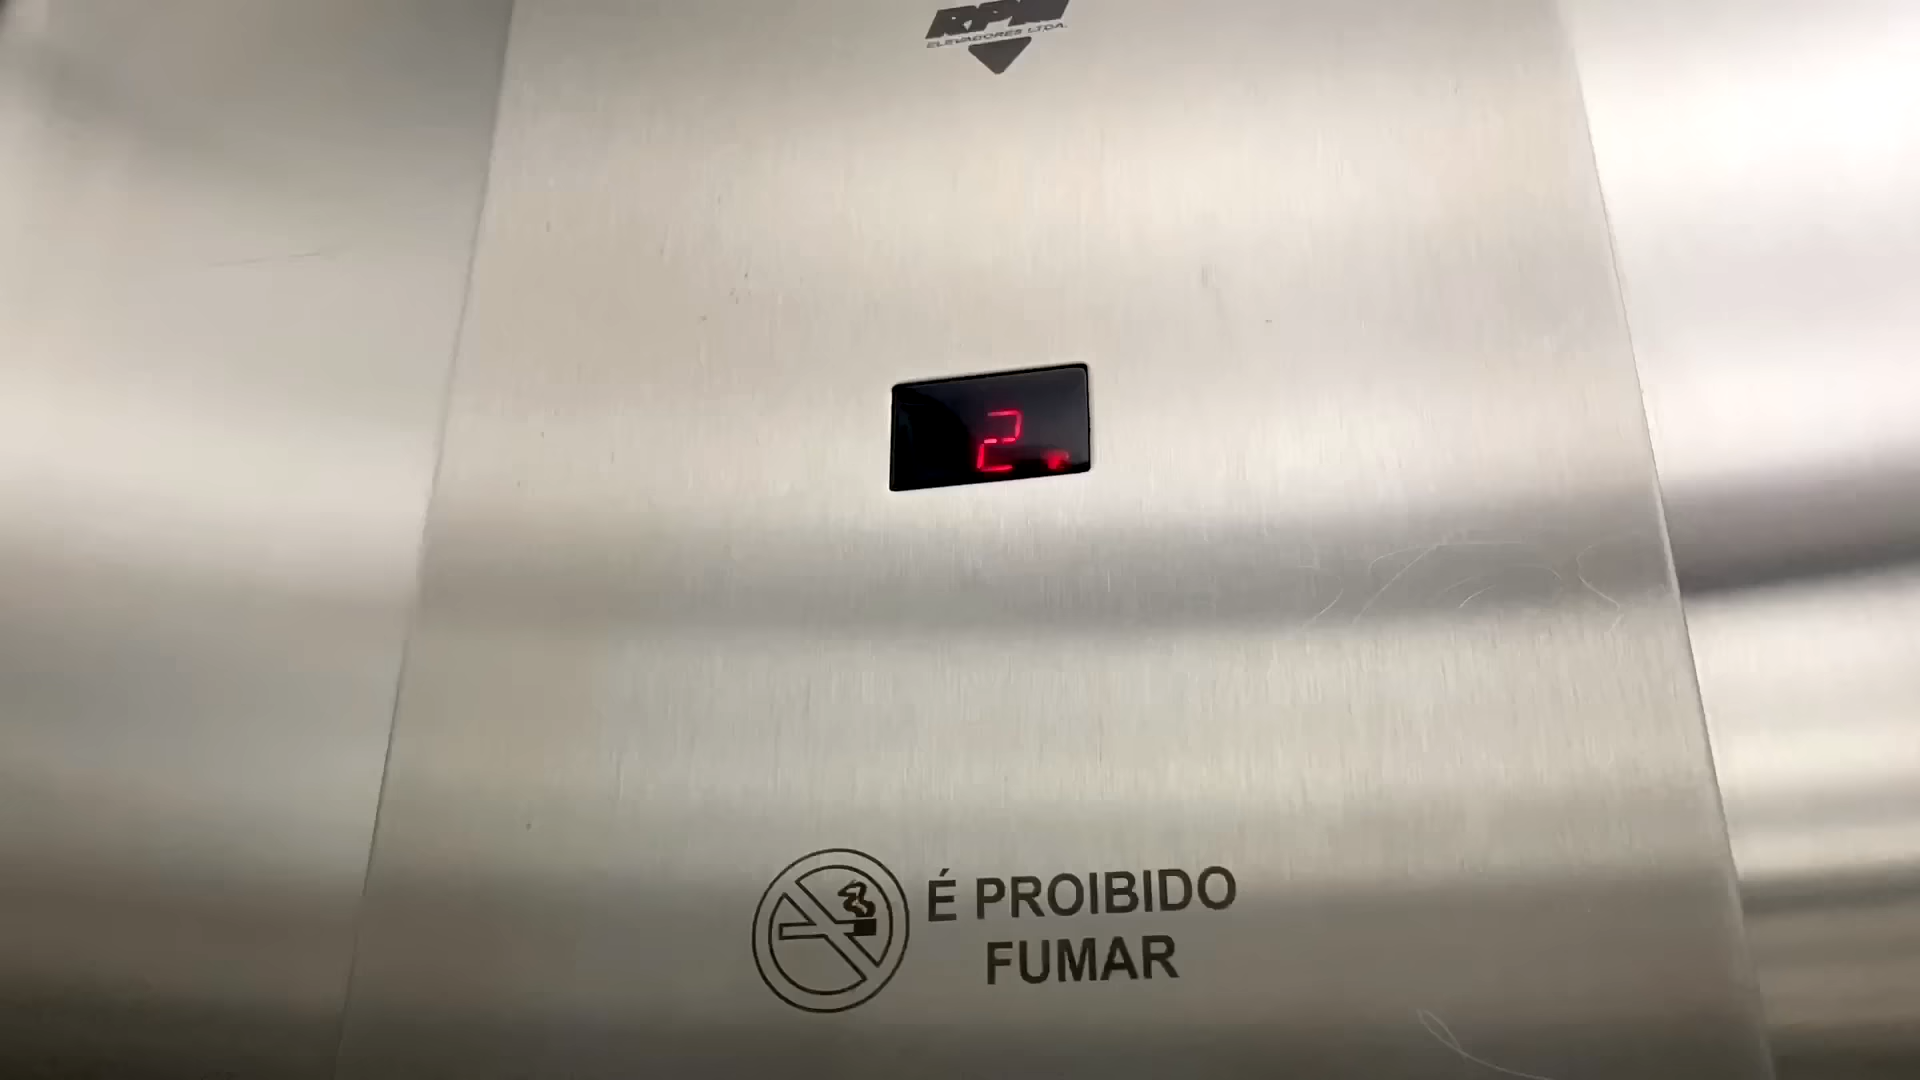 RPM
ELEVADORES LTDA.
2
É PROIBIDO
FUMAR